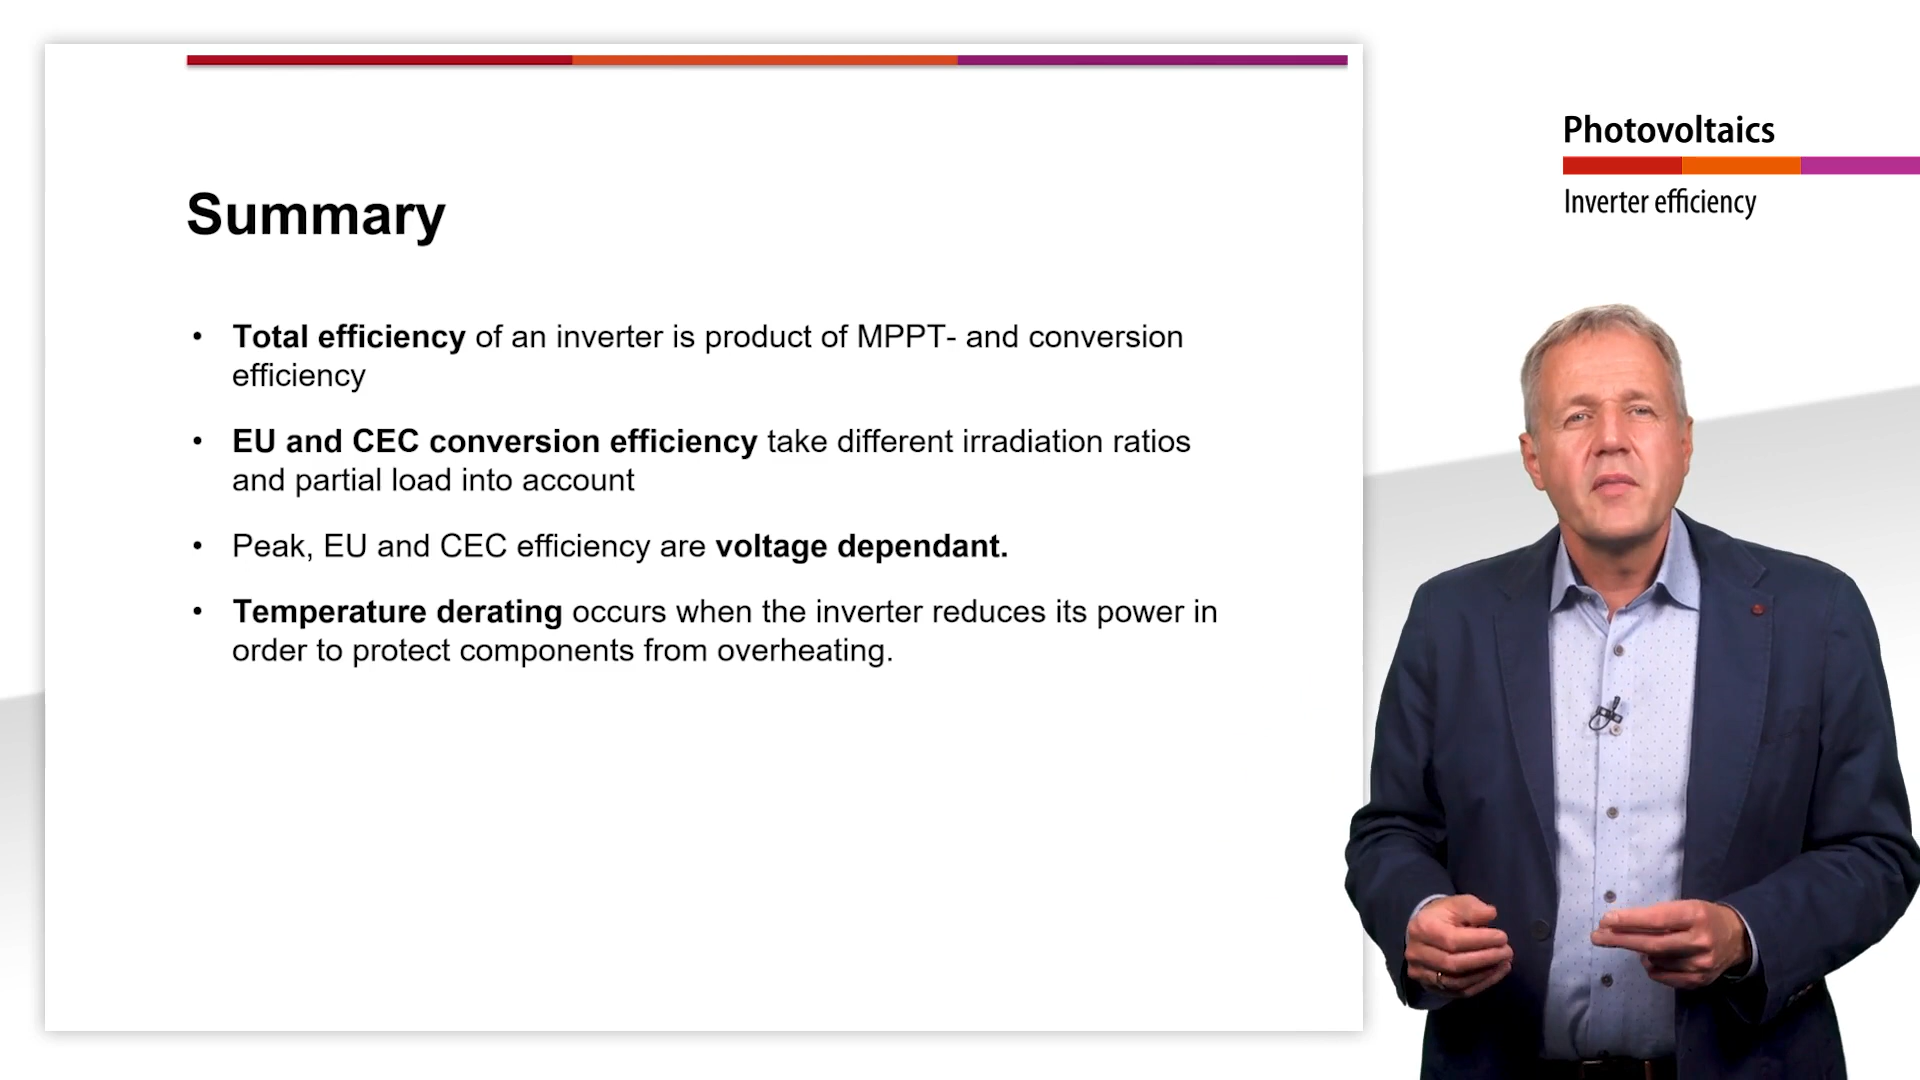 Photovoltaics
Inverter efficiency
Summary
• Total efficiency of an inverter is product of MPPT- and conversion
efficiency
• EU and CEC conversion efficiency take different irradiation ratios
and partial load into account
• Peak, EU and CEC efficiency are voltage dependant.
• Temperature derating occurs when the inverter reduces its power in
order to protect components from overheating.